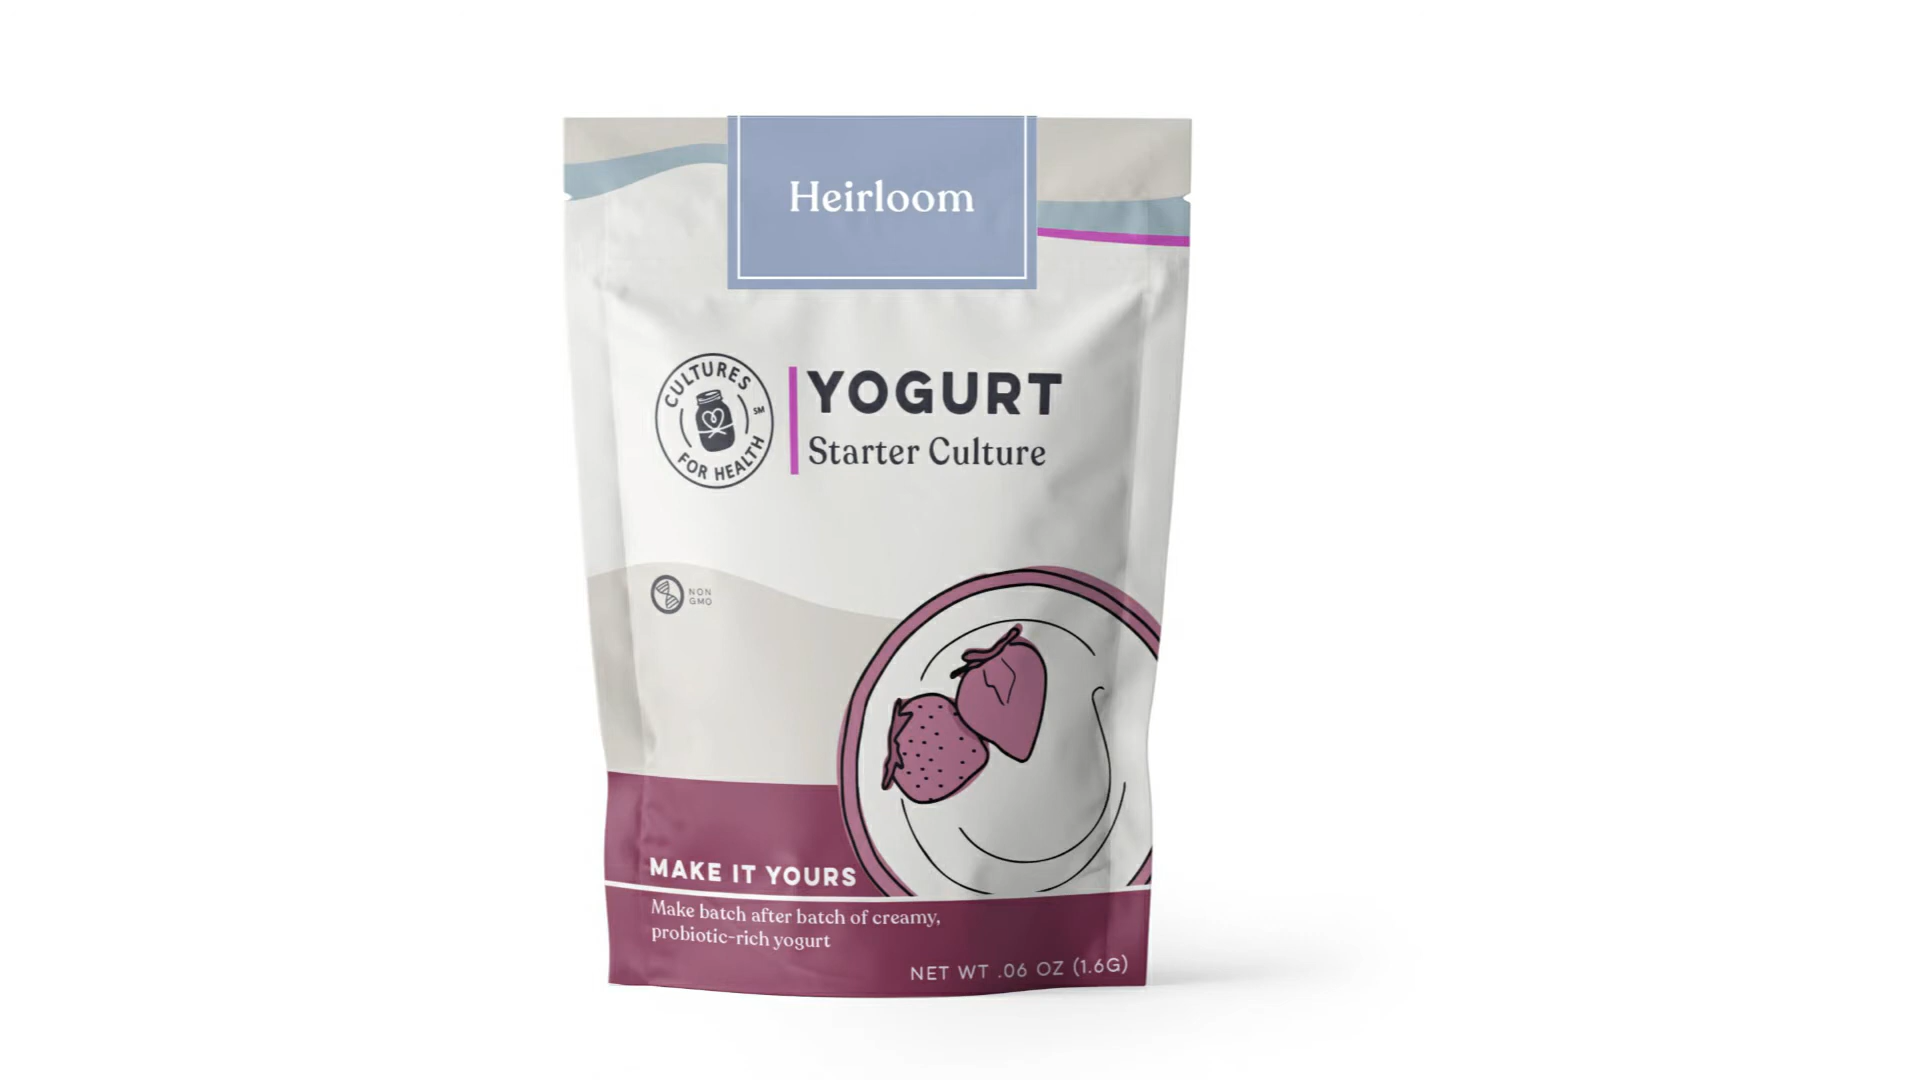 Heirloom
CULTURES
FOR HEALTH
SM
YOGURT
Starter Culture
NON
GMO
MAKE IT YOURS
Make batch after batch of creamy,
probiotic-rich yogurt
NET WT .06 OZ (1.6G)